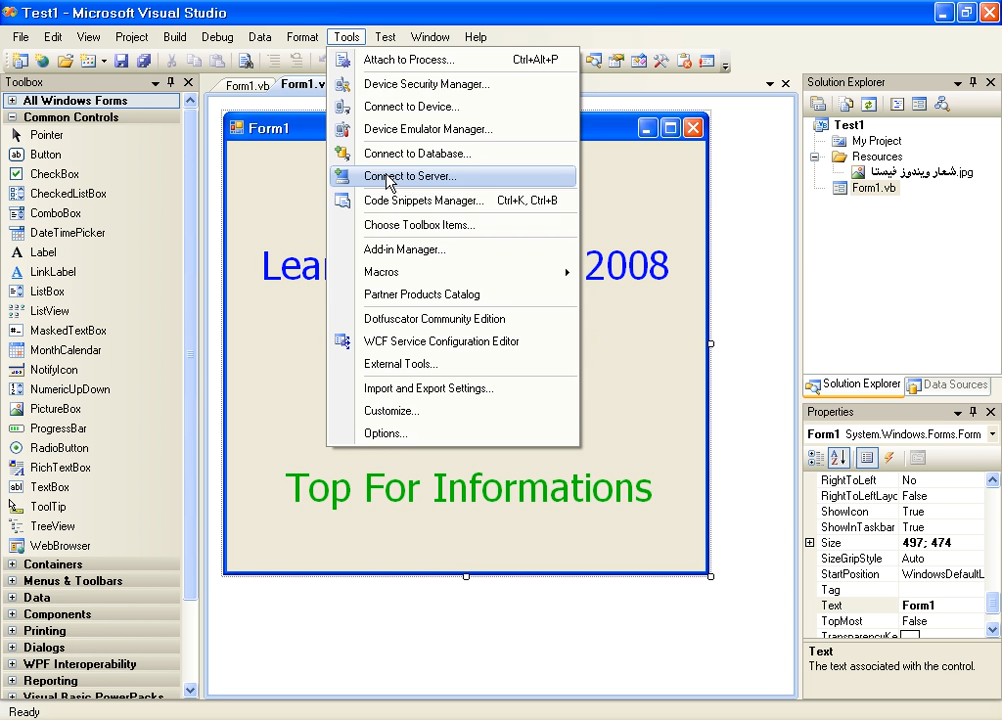 Test1 - Microsoft Visual Studio
File Edit View Project Build Debug Data Format Tools Test Window Help
Toolbox
All Windows Forms
Common Controls
Pointer
Button
CheckBox
CheckedListBox
ComboBox
DateTimePicker
Label
LinkLabel
ListBox
ListView
MaskedTextBox
MonthCalendar
NotifyIcon
NumericUpDown
PictureBox
ProgressBar
RadioButton
RichTextBox
TextBox
ToolTip
TreeView
WebBrowser
Containers
Menus & Toolbars
Data
Components
Printing
Dialogs
WPF Interoperability
Reporting
Visual Basic PowerPacks
Form1.vb Form1.vb
Form1
Lear 2008
Top For Informations
Attach to Process... Ctrl+Alt+P
Device Security Manager...
Connect to Device...
Device Emulator Manager...
Connect to Database...
Connect to Server...
Code Snippets Manager... Ctrl+K, Ctrl+B
Choose Toolbox Items...
Add-in Manager...
Macros
Partner Products Catalog
Dotfuscator Community Edition
WCF Service Configuration Editor
External Tools...
Import and Export Settings...
Customize...
Options...
Solution Explorer
Test1
My Project
Resources
شعار ويندوز فيستا.jpg
Form1.vb
Solution Explorer Data Sources
Properties
Form1 System.Windows.Forms.Form
RightToLeft No
RightToLeftLayc False
ShowIcon True
ShowInTaskbar True
Size 497; 474
SizeGripStyle Auto
StartPosition WindowsDefaultL
Tag
Text Form1
TopMost False
TransparencyKe
Text
The text associated with the control.
Ready